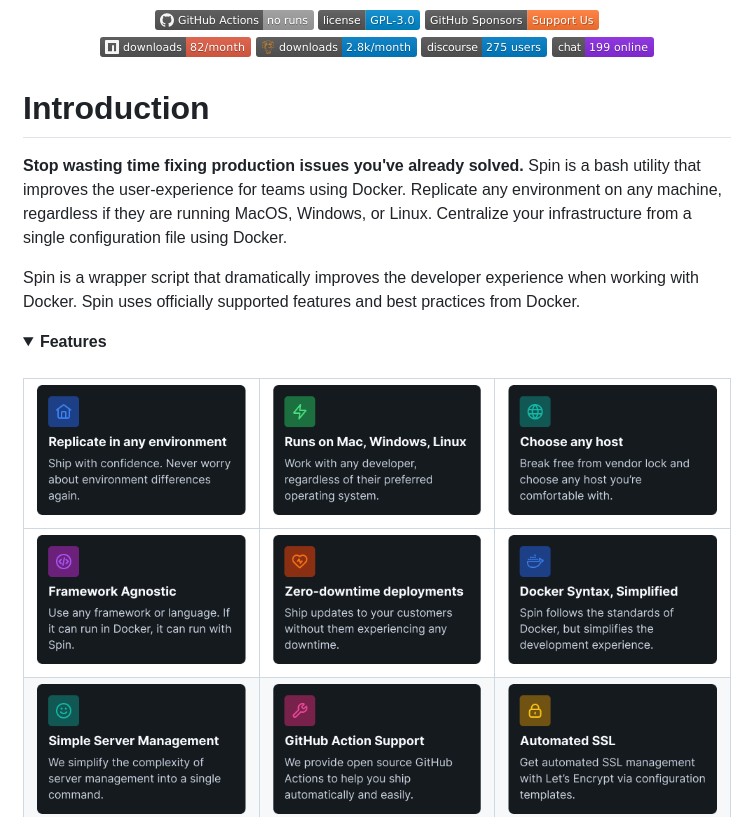 GitHub Actions no runs license GPL-3.0 GitHub Sponsors Support Us
downloads 82/month downloads 2.8k/month discourse 275 users chat 199 online
Introduction
Stop wasting time fixing production issues you've already solved. Spin is a bash utility that
improves the user-experience for teams using Docker. Replicate any environment on any machine,
regardless if they are running MacOS, Windows, or Linux. Centralize your infrastructure from a
single configuration file using Docker.
Spin is a wrapper script that dramatically improves the developer experience when working with
Docker. Spin uses officially supported features and best practices from Docker.
Features
Replicate in any environment
Ship with confidence. Never worry
about environment differences
again.
Runs on Mac, Windows, Linux
Work with any developer,
regardless of their preferred
operating system.
Choose any host
Break free from vendor lock and
choose any host you're
comfortable with.
Framework Agnostic
Use any framework or language. If
it can run in Docker, it can run with
Spin.
Zero-downtime deployments
Ship updates to your customers
without them experiencing any
downtime.
Docker Syntax, Simplified
Spin follows the standards of
Docker, but simplifies the
development experience.
Simple Server Management
We simplify the complexity of
server management into a single
command.
GitHub Action Support
We provide open source GitHub
Actions to help you ship
automatically and easily.
Automated SSL
Get automated SSL management
with Let's Encrypt via configuration
templates.